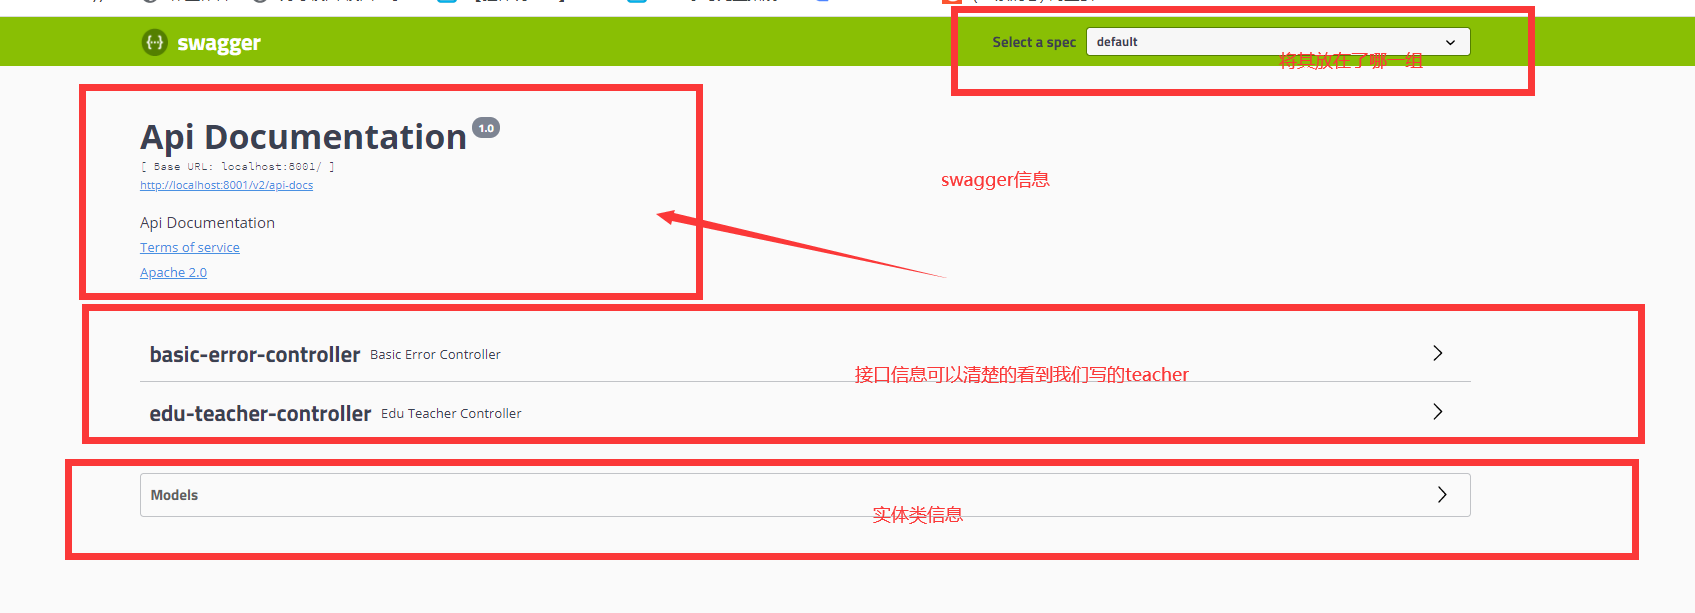 swagger
Select a spec default
将其放在了哪一组
Api Documentation 1.0
[ Base URL: localhost:8001/ ]
http://localhost:8001/v2/api-docs
swagger信息
Api Documentation
Terms of service
Apache 2.0
basic-error-controller Basic Error Controller
接口信息可以清楚的看到我们写的teacher
edu-teacher-controller Edu Teacher Controller
Models
实体类信息